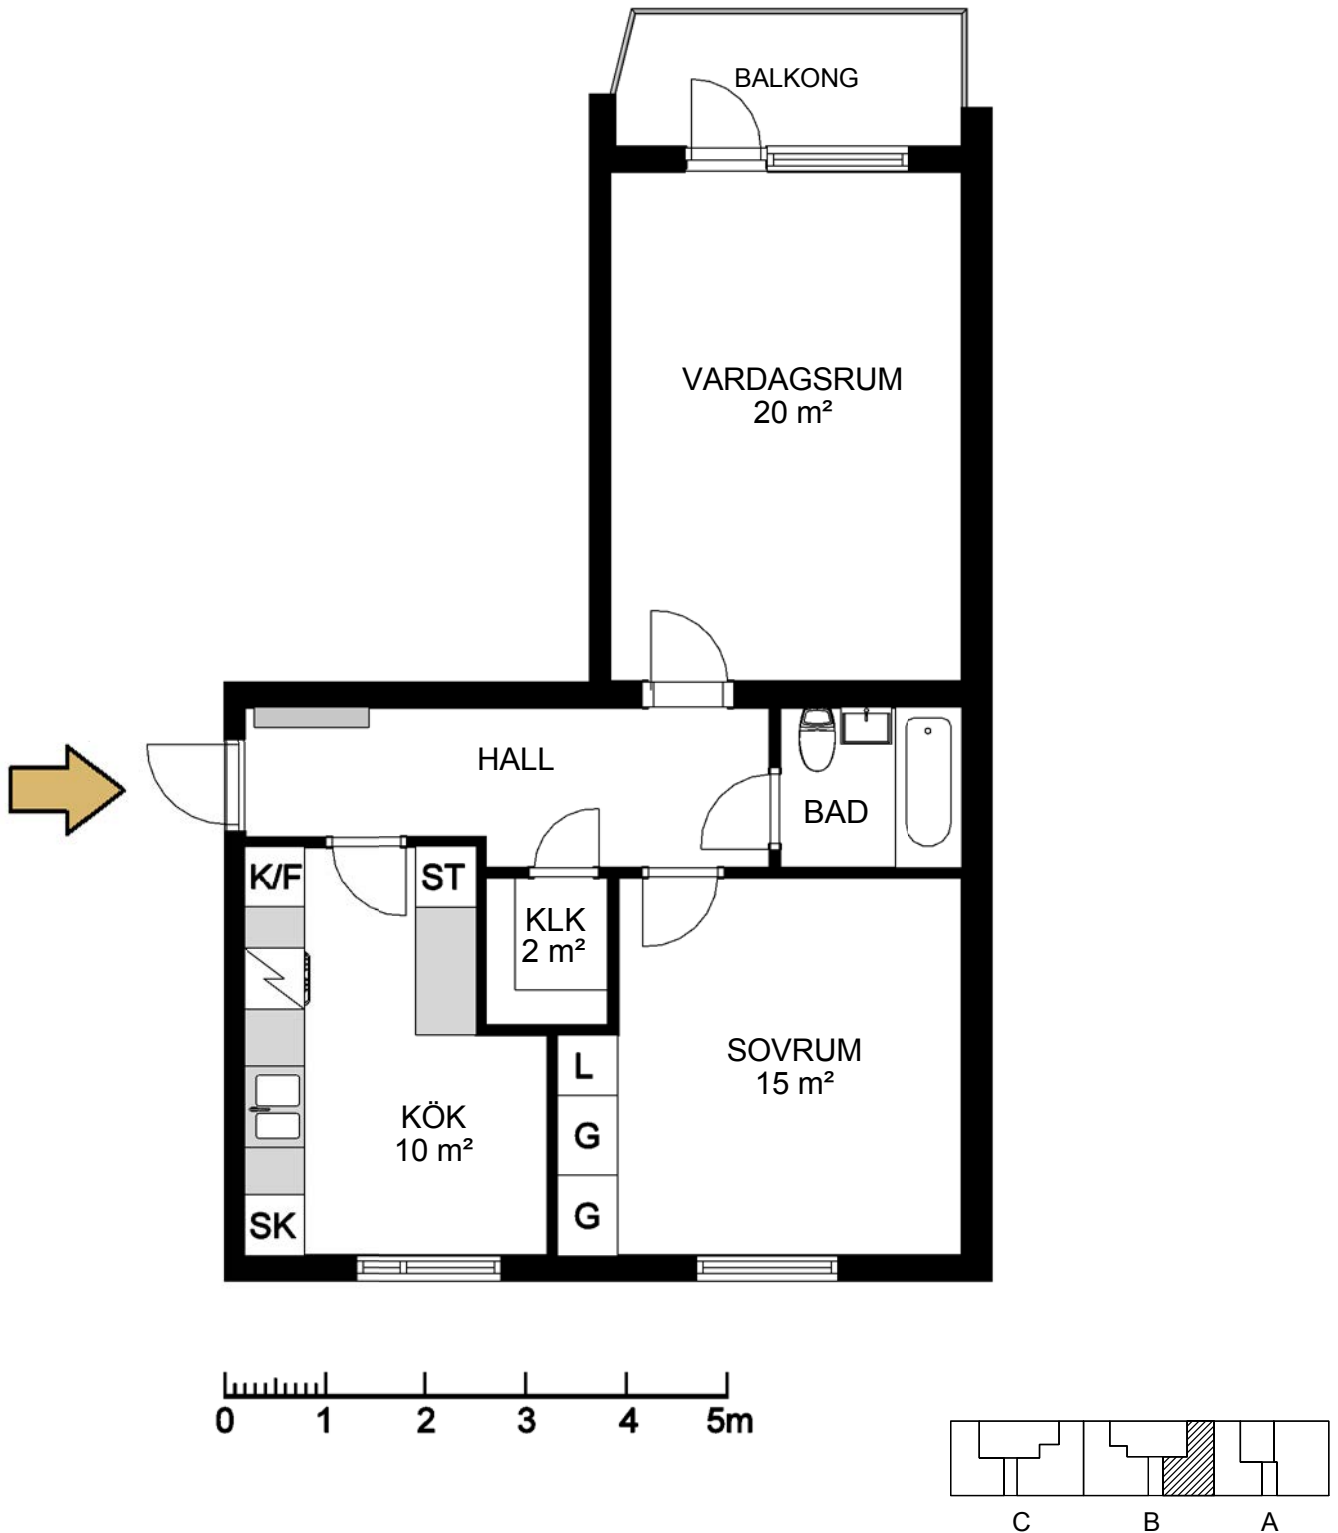 BALKONG
VARDAGSRUM
20 m²
HALL
BAD
K/F
ST
KLK
2 m²
SOVRUM
15 m²
L
KÖK
10 m²
G
G
SK
0 1 2 3 4 5m
C B A